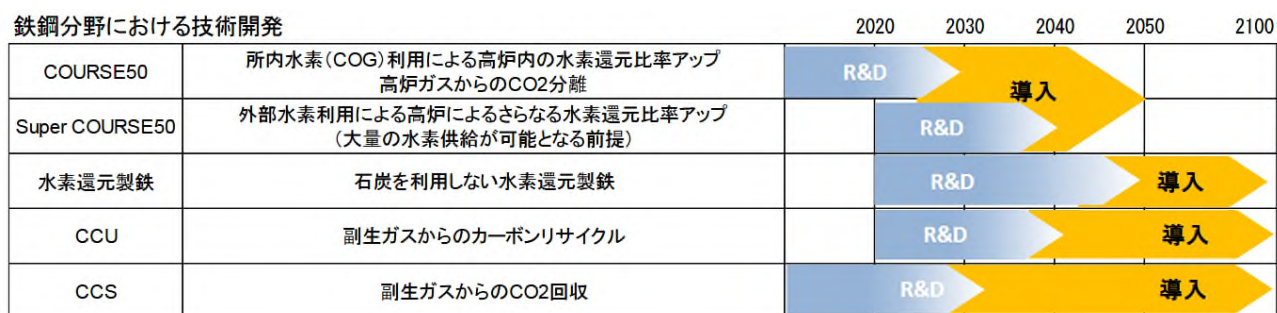 鉄鋼分野における技術開発
2020 2030 2040 2050 2100
COURSE50
所内水素(COG)利用による高炉内の水素還元比率アップ
高炉ガスからのCO2分離
R&D
導入
Super COURSE50
外部水素利用による高炉によるさらなる水素還元比率アップ
(大量の水素供給が可能となる前提)
R&D
水素還元製鉄
石炭を利用しない水素還元製鉄
R&D
導入
CCU
副生ガスからのカーボンリサイクル
R&D
導入
CCS
副生ガスからのCO2回収
R&D
導入